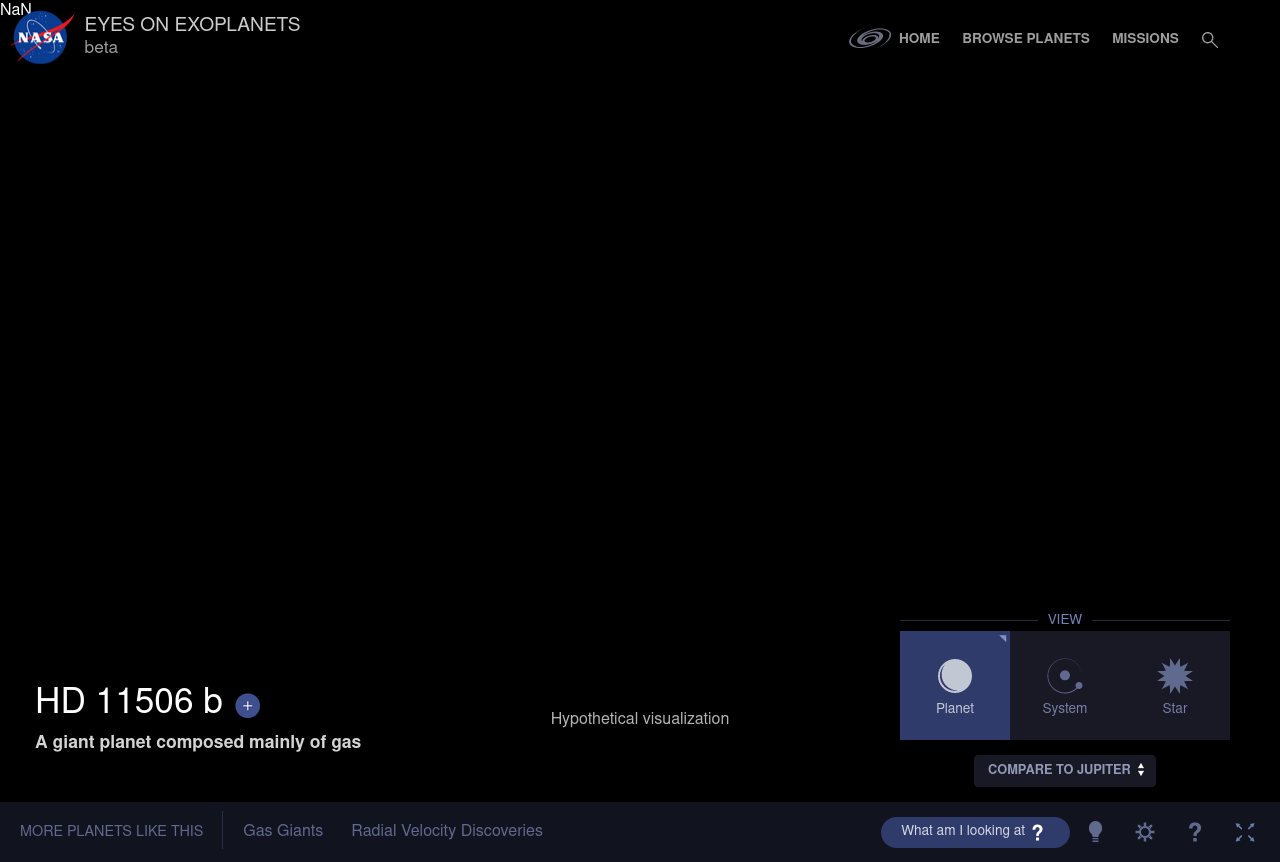 NaN
NASA
EYES ON EXOPLANETS
beta
HOME
BROWSE PLANETS
MISSIONS
VIEW
Planet
System
Star
HD 11506 b +
A giant planet composed mainly of gas
Hypothetical visualization
COMPARE TO JUPITER
MORE PLANETS LIKE THIS
Gas Giants
Radial Velocity Discoveries
What am I looking at ?
?